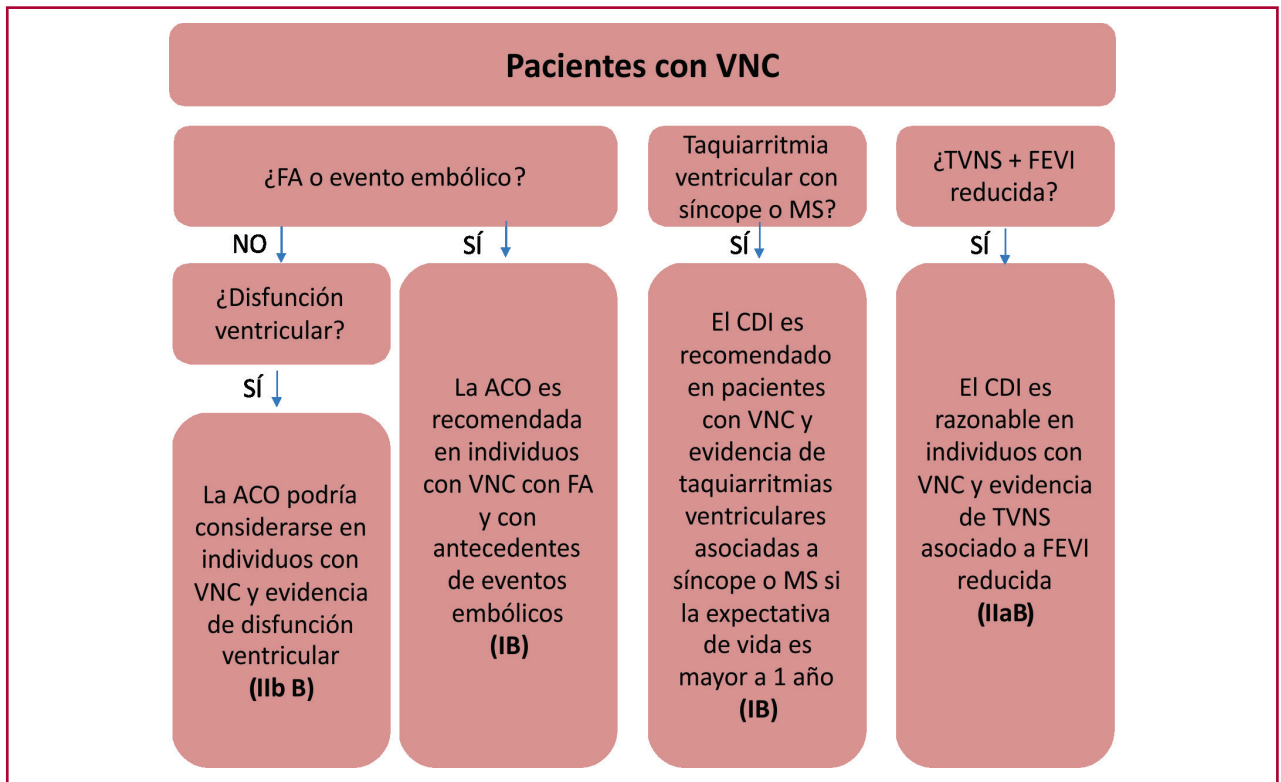 Pacientes con VNC
¿FA o evento embólico?
Taquiarritmia
ventricular con
síncope o MS?
¿TVNS + FEVI
reducida?
NO
SÍ
SÍ
SÍ
¿Disfunción
ventricular?
SÍ
La ACO podría
considerarse en
individuos con
VNC y evidencia
de disfunción
ventricular
(IIb B)
La ACO es
recomendada
en individuos
con VNC con FA
y con
antecedentes
de eventos
embólicos
(IB)
El CDI es
recomendado
en pacientes
con VNC y
evidencia de
taquiarritmias
ventriculares
asociadas a
síncope o MS si
la expectativa
de vida es
mayor a 1 año
(IB)
El CDI es
razonable en
individuos con
VNC y evidencia
de TVNS
asociado a FEVI
reducida
(IIaB)